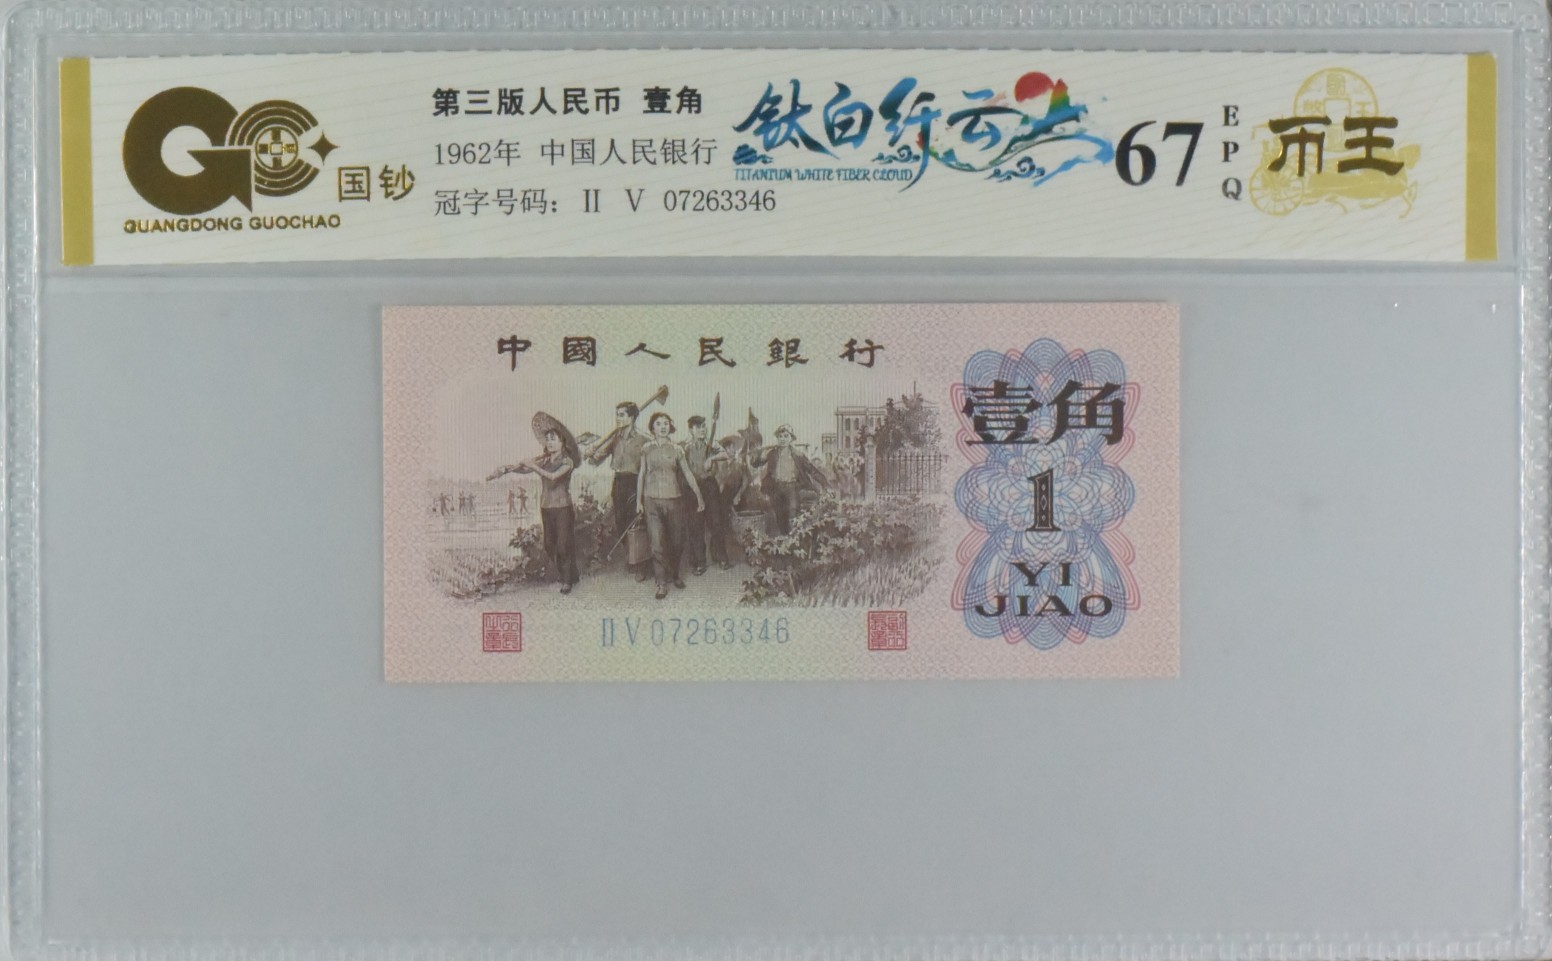 第三版人民币 壹角
1962年 中国人民银行
冠字号码: II V 07263346
国钞
GUANGDONG GUOCHAO
钛白纤云
TITANIUM WHITE FIBER CLOUD
67
EPQ
币王
中國人民銀行
壹角
1
YI
JIAO
II V 07263346